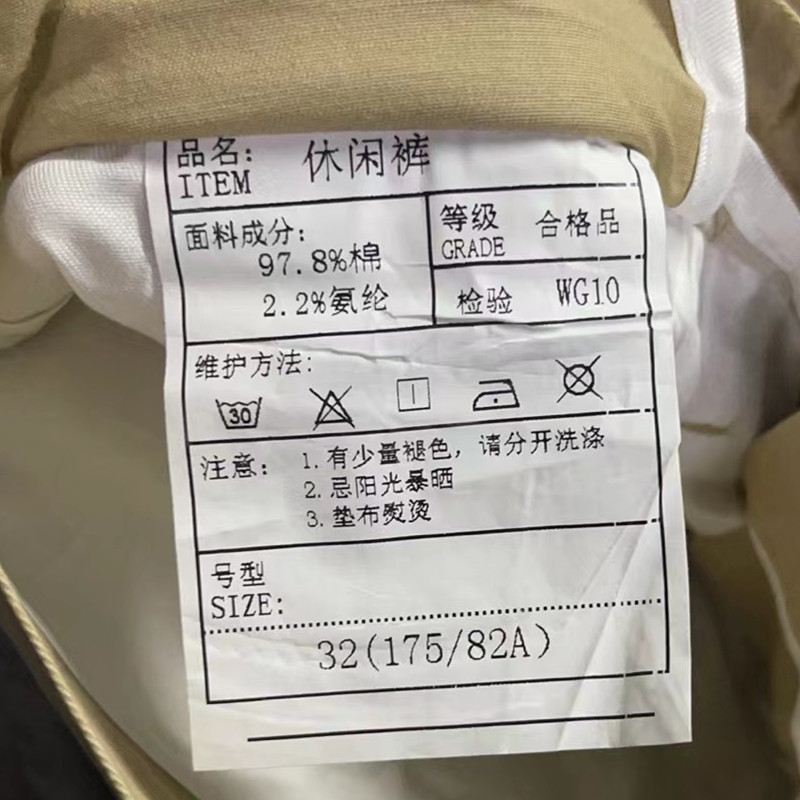 品名： 休闲裤
ITEM
面料成分：
97.8%棉
2.2%氨纶
等级 合格品
GRADE
检验 WG10
维护方法：
30
注意：
1. 有少量褪色，请分开洗涤
2. 忌阳光暴晒
3. 垫布熨烫
号型
SIZE:
32(175/82A)